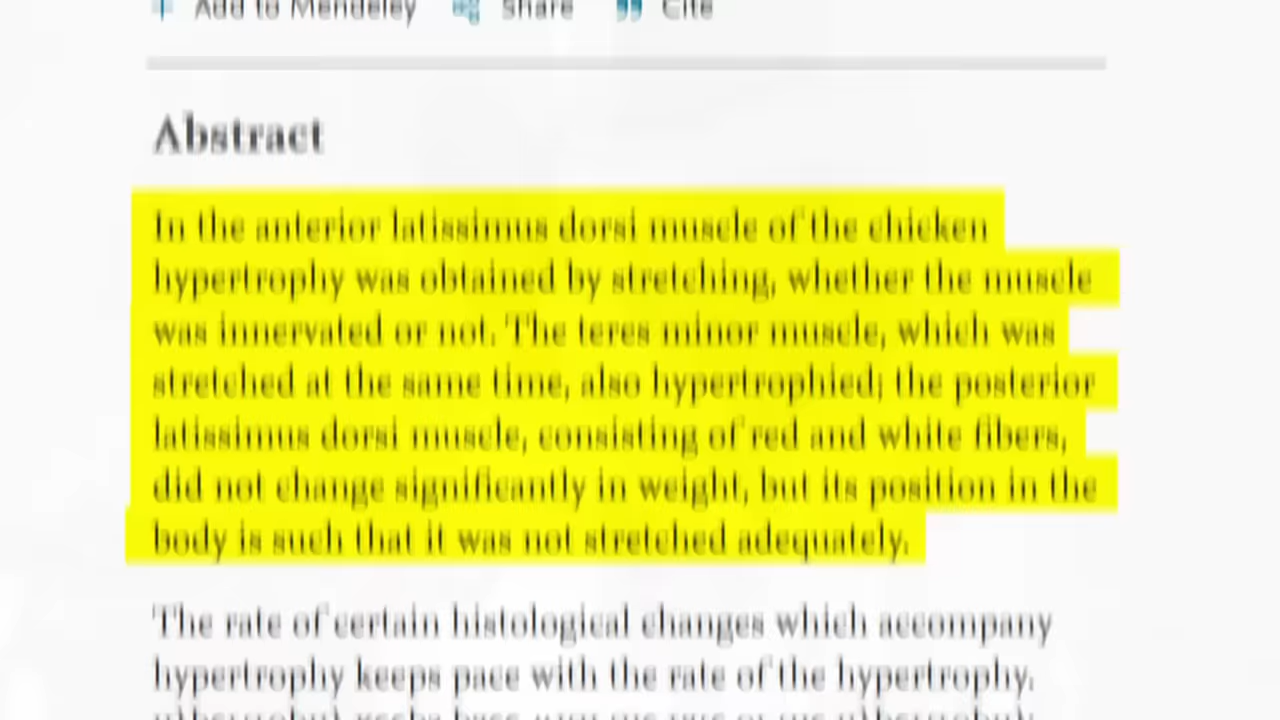 Add to Mendeley Share Cite
Abstract
In the anterior latissimus dorsi muscle of the chicken
hypertrophy was obtained by stretching, whether the muscle
was innervated or not. The teres minor muscle, which was
stretched at the same time, also hypertrophied; the posterior
latissimus dorsi muscle, consisting of red and white fibers,
did not change significantly in weight, but its position in the
body is such that it was not stretched adequately.
The rate of certain histological changes which accompany
hypertrophy keeps pace with the rate of the hypertrophy.